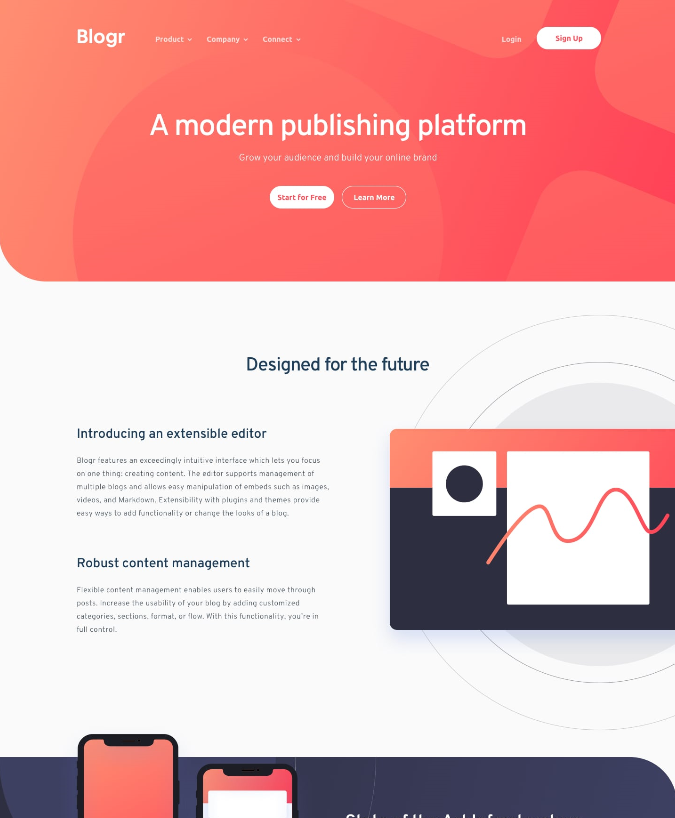 Blogr
Product
Company
Connect
Login
Sign Up
A modern publishing platform
Grow your audience and build your online brand
Start for Free
Learn More
Designed for the future
Introducing an extensible editor
Blogr features an exceedingly intuitive interface which lets you focus
on one thing: creating content. The editor supports management of
multiple blogs and allows easy manipulation of embeds such as images,
videos, and Markdown. Extensibility with plugins and themes provide
easy ways to add functionality or change the looks of a blog.
Robust content management
Flexible content management enables users to easily move through
posts. Increase the usability of your blog by adding customized
categories, sections, format, or flow. With this functionality, you're in
full control.